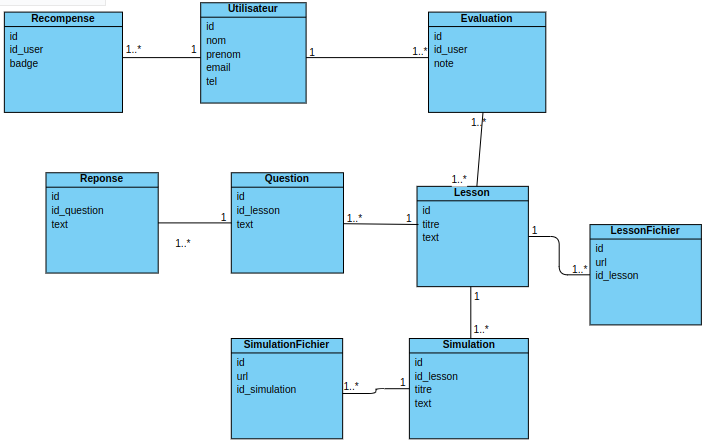 Recompense
id
id_user
badge
1..*
1
Utilisateur
id
nom
prenom
email
tel
1
1..*
Evaluation
id
id_user
note
1..*
1..*
Reponse
id
id_question
text
1..*
1
Question
id
id_lesson
text
1..*
1
Lesson
id
titre
text
1
1..*
LessonFichier
id
url
id_lesson
1
1..*
SimulationFichier
id
url
id_simulation
1..*
1
Simulation
id
id_lesson
titre
text